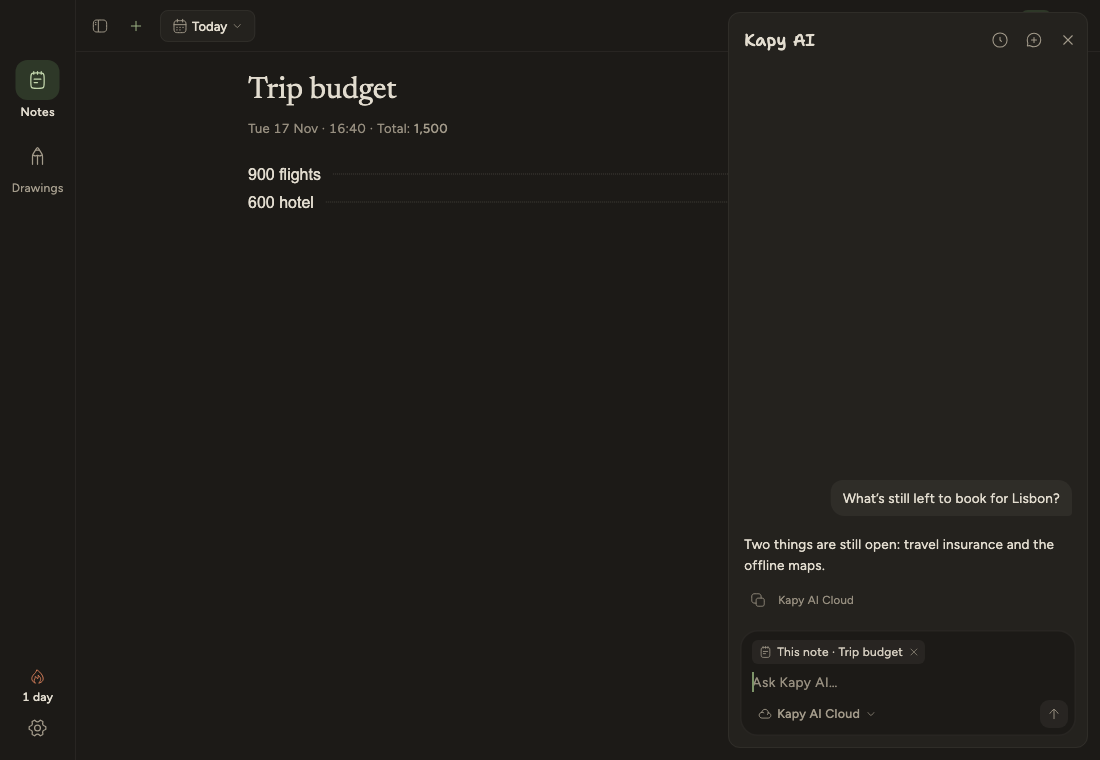 Today
Notes
Drawings
Trip budget
Tue 17 Nov · 16:40 · Total: 1,500
900 flights
600 hotel
1 day
Kapy AI
What's still left to book for Lisbon?
Two things are still open: travel insurance and the
offline maps.
Kapy AI Cloud
This note · Trip budget
Ask Kapy AI...
Kapy AI Cloud